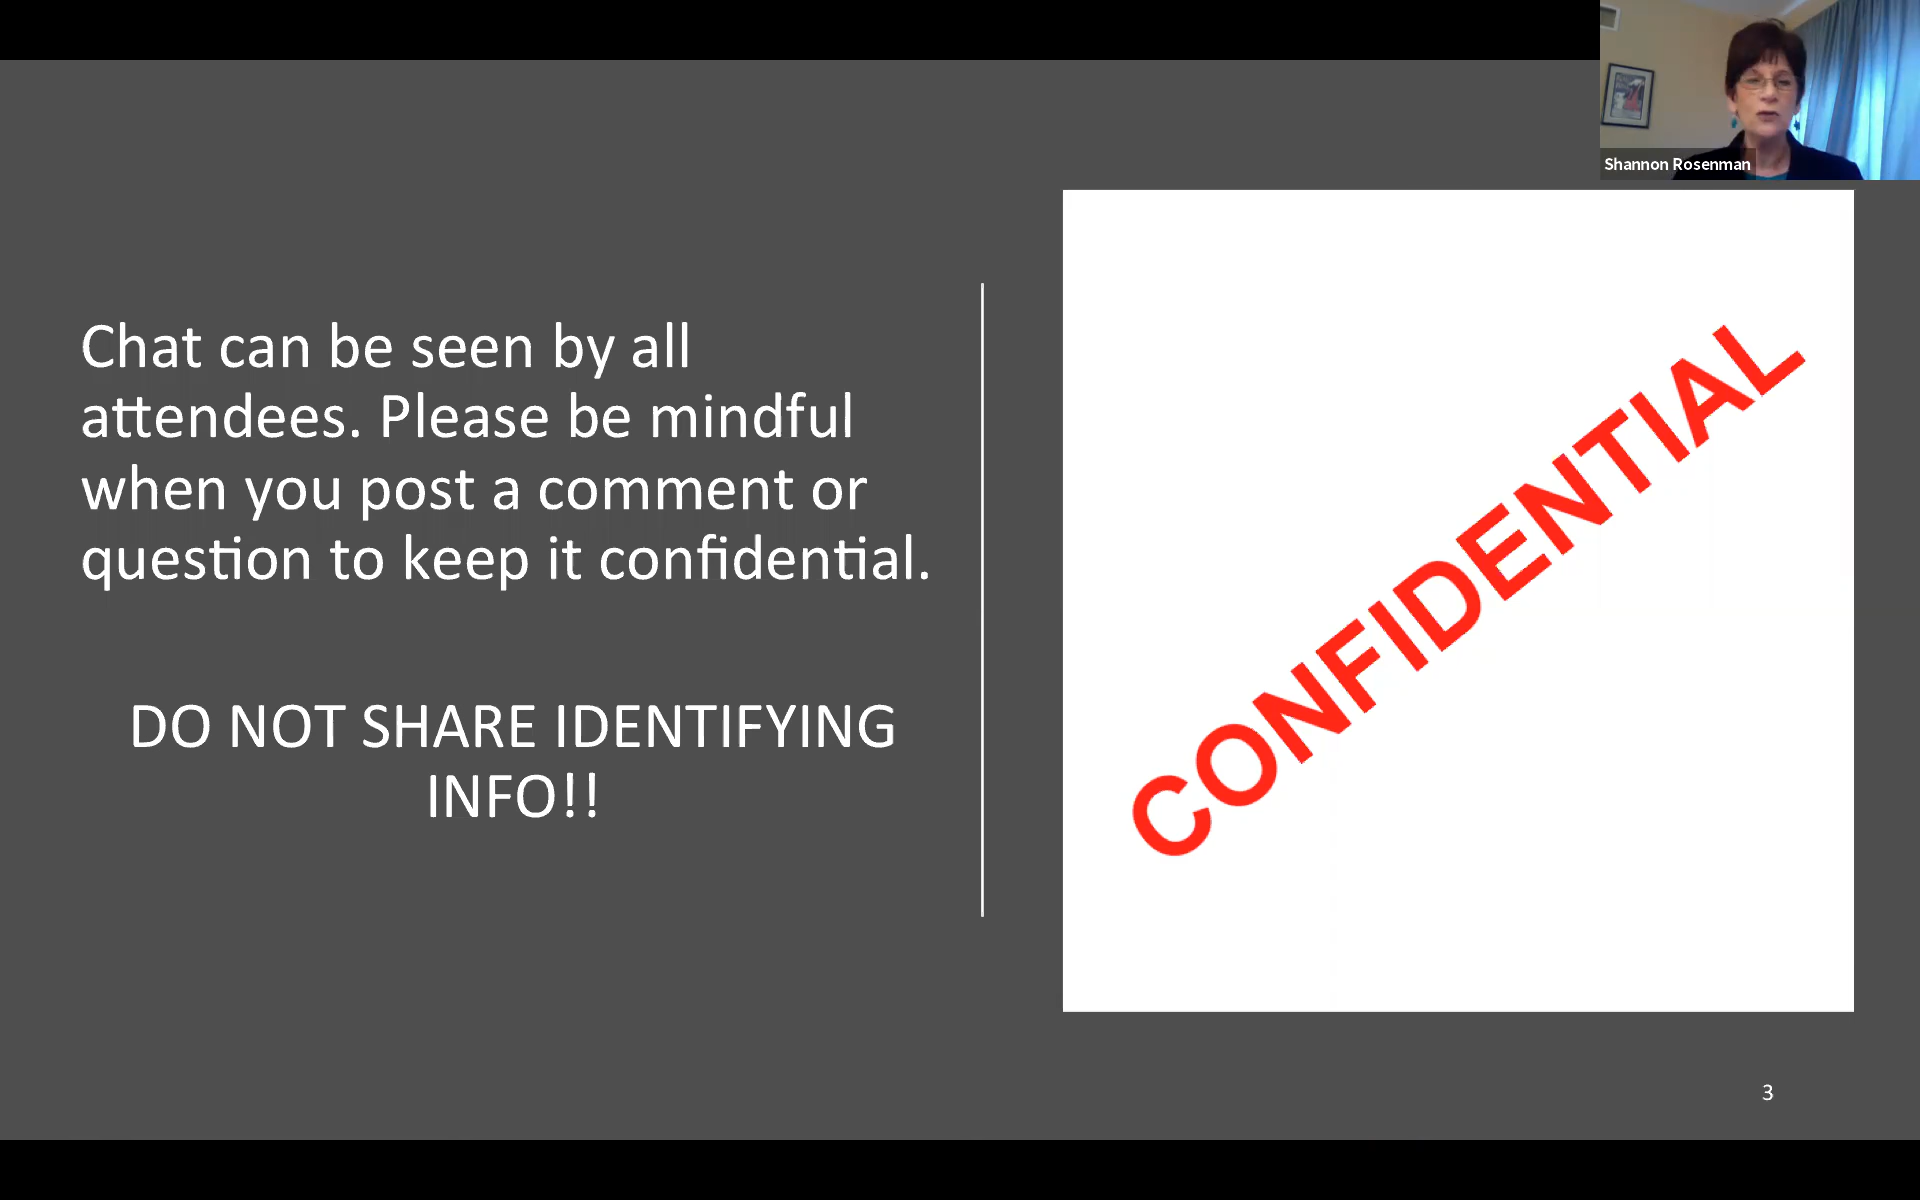 Shannon Rosenman
Chat can be seen by all
attendees. Please be mindful
when you post a comment or
question to keep it confidential.
DO NOT SHARE IDENTIFYING
INFO!!
CONFIDENTIAL
3